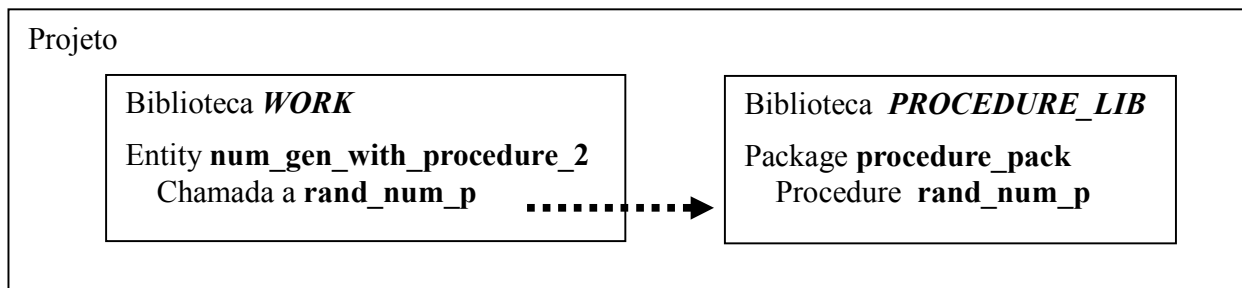 Projeto
Biblioteca WORK
Entity num_gen_with_procedure_2
Chamada a rand_num_p
Biblioteca PROCEDURE_LIB
Package procedure_pack
Procedure rand_num_p